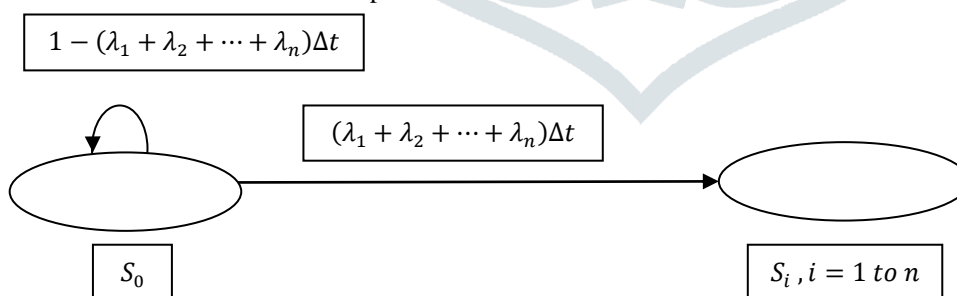 1 − (λ₁ + λ₂ + ⋯ + λₙ)Δt
(λ₁ + λ₂ + ⋯ + λₙ)Δt
S₀
Sᵢ , i = 1 to n